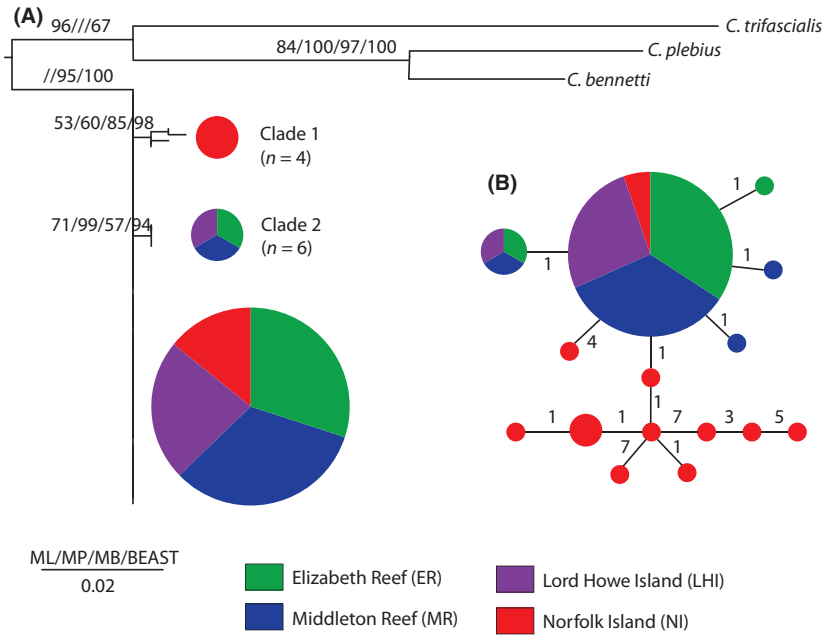 (A)
96///67
C. trifascialis
84/100/97/100
C. plebius
C. bennetti
//95/100
53/60/85/98
Clade 1
(n = 4)
71/99/57/94
Clade 2
(n = 6)
(B)
1
1
1
1
4
1
1
1
1
7
3
5
7
1
ML/MP/MB/BEAST
0.02
Elizabeth Reef (ER)
Middleton Reef (MR)
Lord Howe Island (LHI)
Norfolk Island (NI)